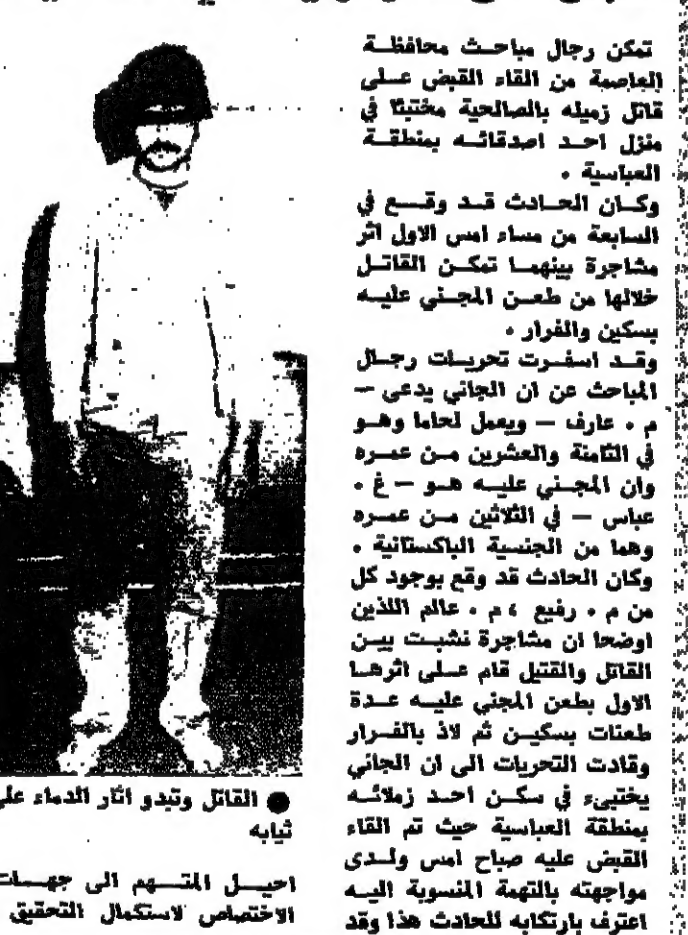 تمكن رجال مباحث محافظة
العاصمة من القاء القبض على
قاتل زميله بالصالحية مختبئا في
منزل احد اصدقائه بمنطقة
العباسية .
وكان الحادث قد وقع في
السابعة من مساء امس الاول اثر
مشاجرة بينهما تمكن القاتل
خلالها من طعن المجني عليه
بسكين والفرار .
وقد اسفرت تحريات رجال
المباحث عن ان الجاني يدعى —
م . عارف — ويعمل لحاما وهو
في الثامنة والعشرين من عمره
وان المجني عليه هو — غ .
عباس — في الثلاثين من عمره
وهما من الجنسية الباكستانية .
وكان الحادث قد وقع بوجود كل
من م . رفيع ، م . عالم اللذين
اوضحا ان مشاجرة نشبت بين
القاتل والقتيل قام على اثرها
الاول بطعن المجني عليه عدة
طعنات بسكين ثم لاذ بالفرار
وقادت التحريات الى ان الجاني
يختبىء في سكن احد زملائه
بمنطقة العباسية حيث تم القاء
القبض عليه صباح امس ولدى
مواجهته بالتهمة المنسوبة اليه
اعترف بارتكابه للحادث هذا وقد
● القاتل وتبدو اثار الدماء على
ثيابه
احيل المتهم الى جهات
الاختصاص لاستكمال التحقيق